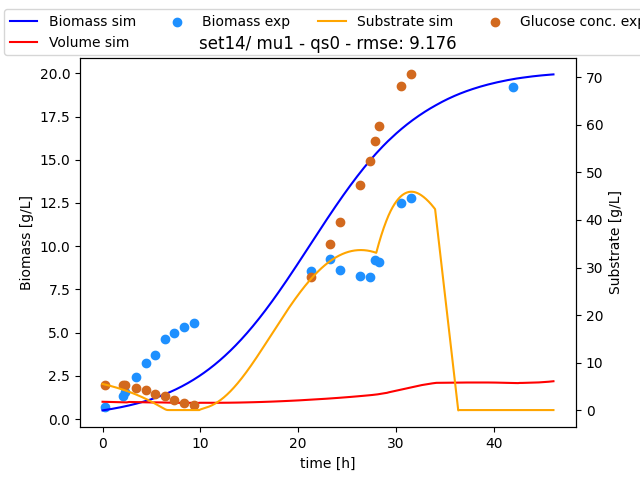 Biomass sim Biomass exp Substrate sim Glucose conc. exp
Volume sim
set14/ mu1 - qs0 - rmse: 9.176
20.0
17.5
15.0
12.5
10.0
7.5
5.0
2.5
0.0
Biomass [g/L]
70
60
50
40
30
20
10
0
Substrate [g/L]
0 10 20 30 40
time [h]